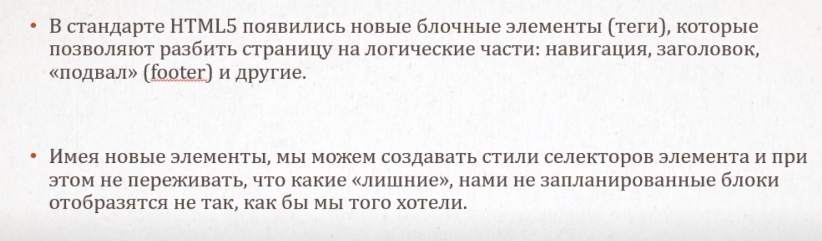 • В стандарте HTML5 появились новые блочные элементы (теги), которые
позволяют разбить страницу на логические части: навигация, заголовок,
«подвал» (footer) и другие.
• Имея новые элементы, мы можем создавать стили селекторов элемента и при
этом не переживать, что какие «лишние», нами не запланированные блоки
отобразятся не так, как бы мы того хотели.